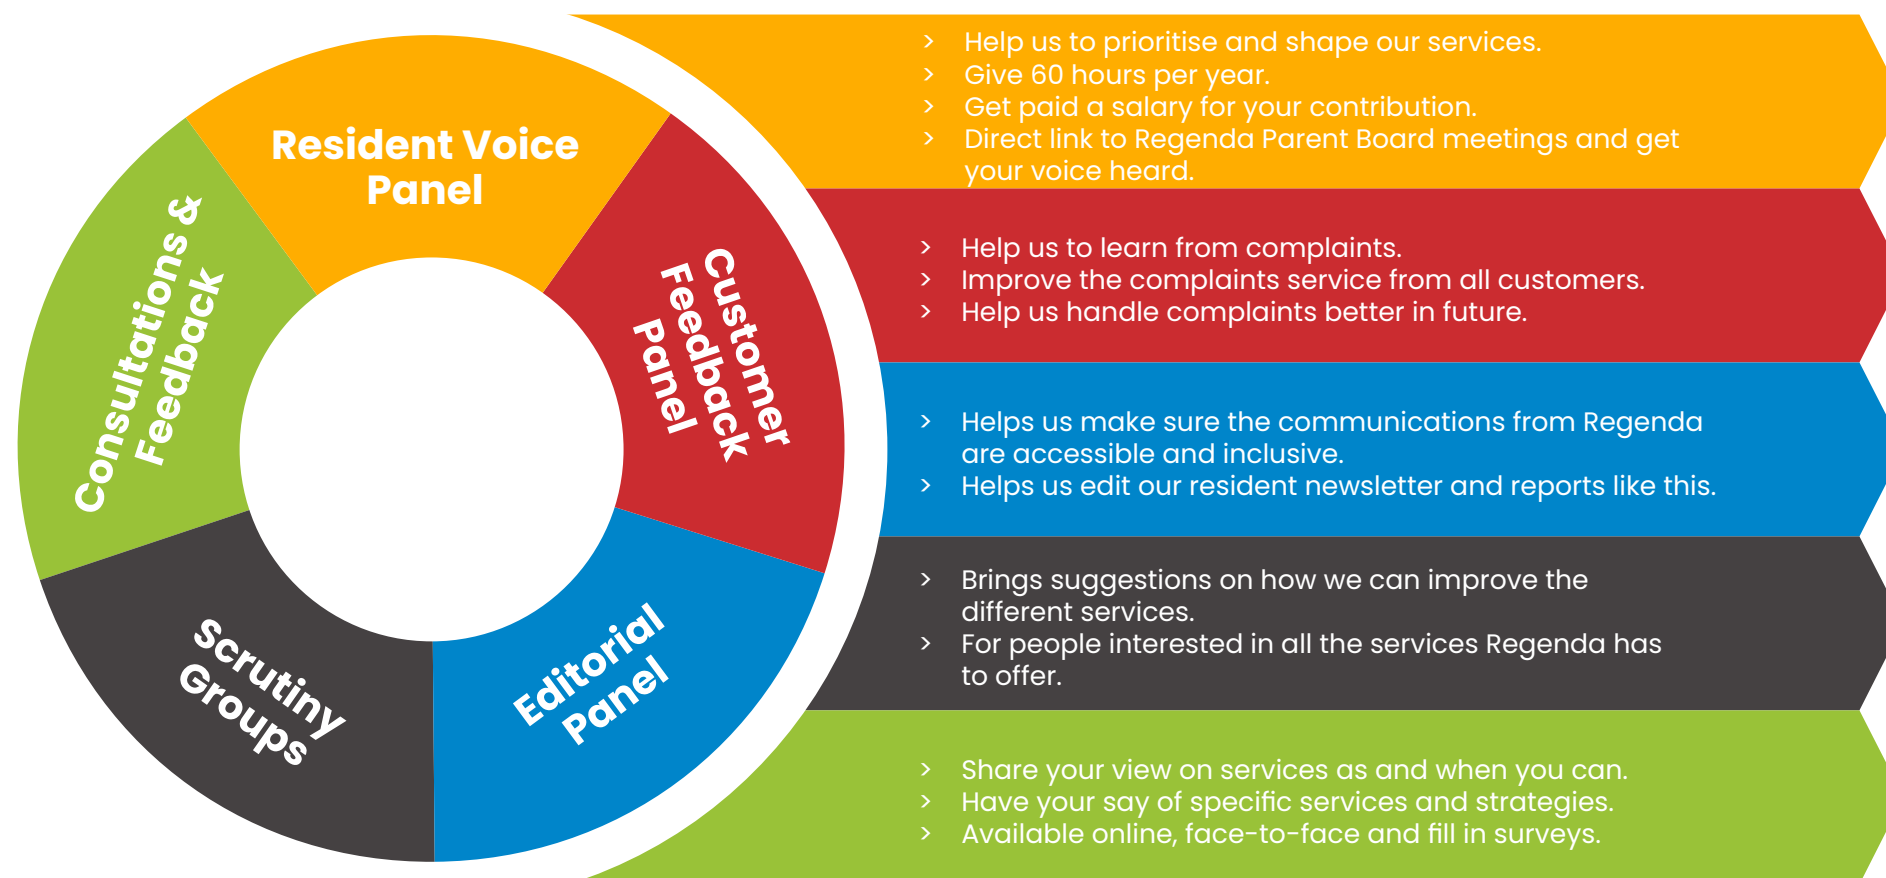 Resident Voice
Panel
Customer
Feedback
Panel
Editorial
Panel
Scrutiny
Groups
Consultations &
Feedback
> Help us to prioritise and shape our services.
> Give 60 hours per year.
> Get paid a salary for your contribution.
> Direct link to Regenda Parent Board meetings and get
your voice heard.
> Help us to learn from complaints.
> Improve the complaints service from all customers.
> Help us handle complaints better in future.
> Helps us make sure the communications from Regenda
are accessible and inclusive.
> Helps us edit our resident newsletter and reports like this.
> Brings suggestions on how we can improve the
different services.
> For people interested in all the services Regenda has
to offer.
> Share your view on services as and when you can.
> Have your say of specific services and strategies.
> Available online, face-to-face and fill in surveys.